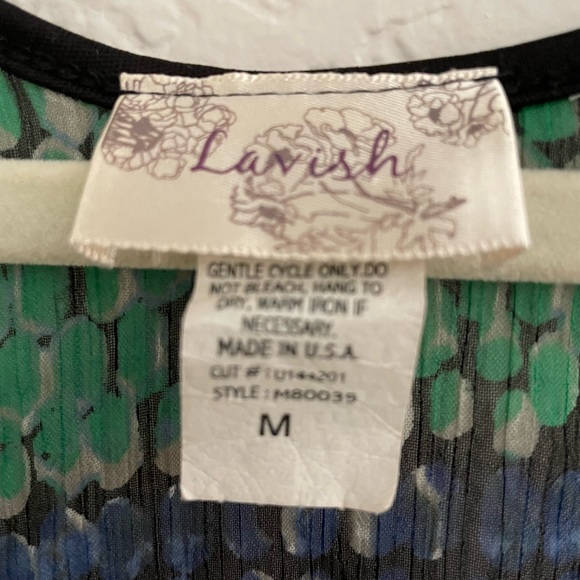 Lavish
GENTLE CYCLE ONLY.DO
NOT BLEACH. HANG TO
DRY, WARM IRON IF
NECESSARY.
MADE IN U.S.A
CUT #:
STYLE : M80039
M